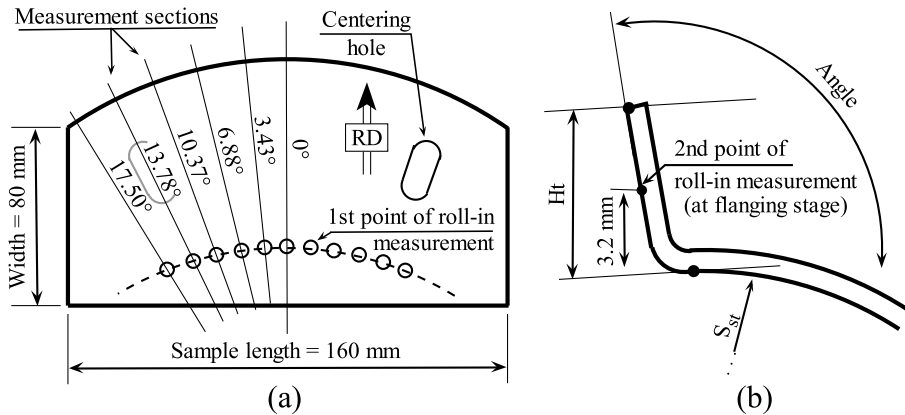 Measurement sections
Centering
hole
17.50°
13.78°
10.37°
6.88°
3.43°
0°
RD
Width = 80 mm
1st point of roll-in
measurement
Sample length = 160 mm
(a)
Angle
Ht
2nd point of
roll-in measurement
(at flanging stage)
3.2 mm
Sst
(b)